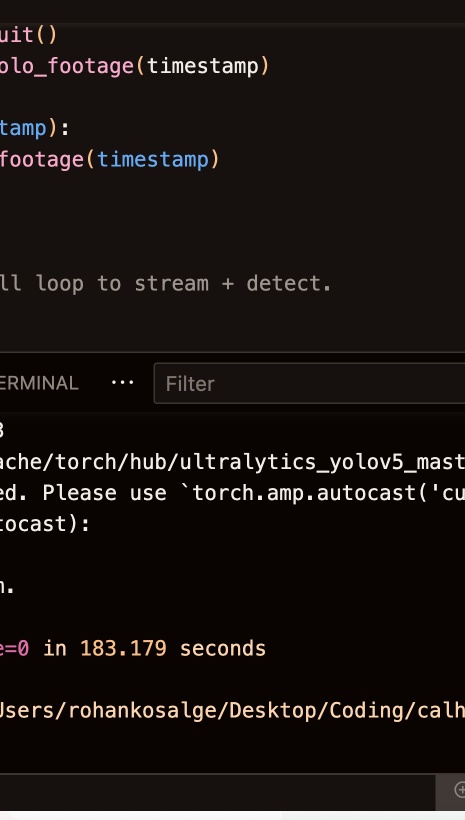 uit()
olo_footage(timestamp)
tamp):
footage(timestamp)
ll loop to stream + detect.
ERMINAL ··· Filter
3
ache/torch/hub/ultralytics_yolov5_mast
ed. Please use `torch.amp.autocast('cu
tocast):
n.
e=0 in 183.179 seconds
Users/rohankosalge/Desktop/Coding/calh